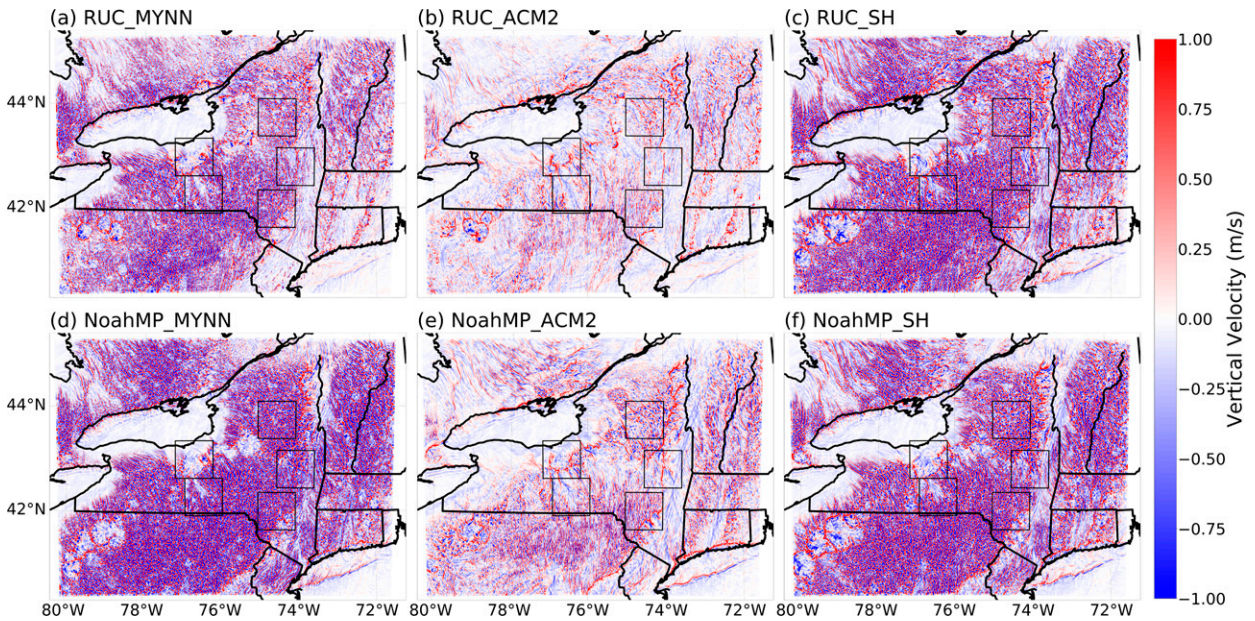 (a) RUC_MYNN
(b) RUC_ACM2
(c) RUC_SH
44°N
42°N
(d) NoahMP_MYNN
(e) NoahMP_ACM2
(f) NoahMP_SH
44°N
42°N
80°W 78°W 76°W 74°W 72°W
80°W 78°W 76°W 74°W 72°W
80°W 78°W 76°W 74°W 72°W
1.00
0.75
0.50
0.25
0.00
−0.25
−0.50
−0.75
−1.00
Vertical Velocity (m/s)